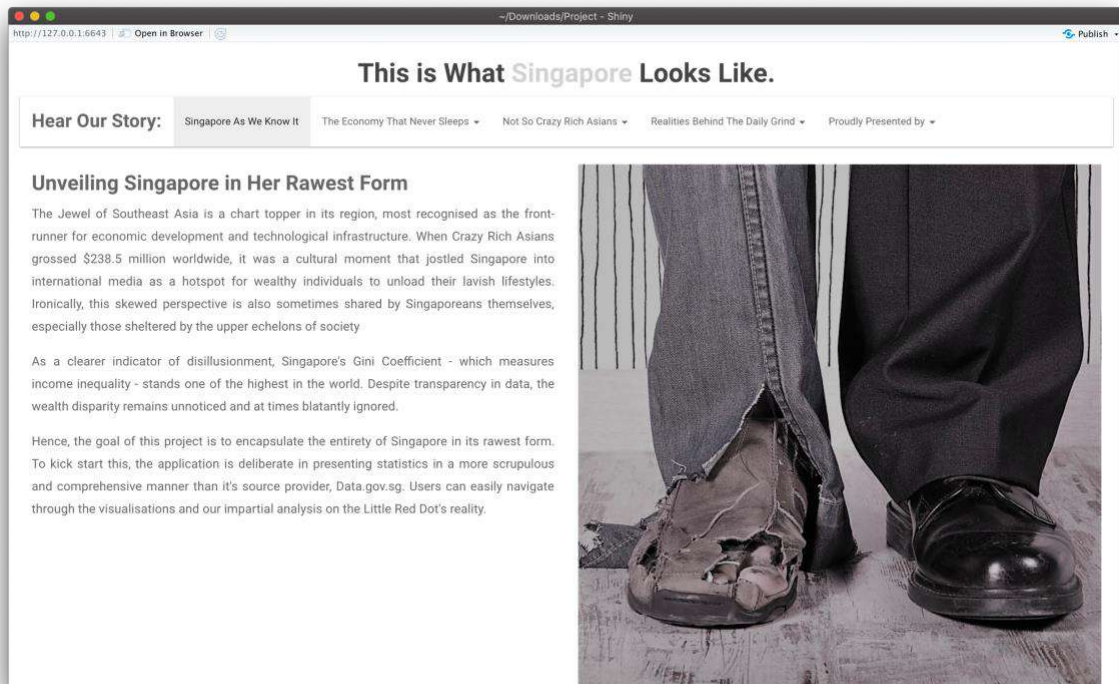 ~/Downloads/Project - Shiny
http://127.0.0.1:6643 Open in Browser Publish
This is What Singapore Looks Like.
Hear Our Story: Singapore As We Know It The Economy That Never Sleeps Not So Crazy Rich Asians Realities Behind The Daily Grind Proudly Presented by
Unveiling Singapore in Her Rawest Form
The Jewel of Southeast Asia is a chart topper in its region, most recognised as the front-
runner for economic development and technological infrastructure. When Crazy Rich Asians
grossed $238.5 million worldwide, it was a cultural moment that jostled Singapore into
international media as a hotspot for wealthy individuals to unload their lavish lifestyles.
Ironically, this skewed perspective is also sometimes shared by Singaporeans themselves,
especially those sheltered by the upper echelons of society
As a clearer indicator of disillusionment, Singapore's Gini Coefficient - which measures
income inequality - stands one of the highest in the world. Despite transparency in data, the
wealth disparity remains unnoticed and at times blatantly ignored.
Hence, the goal of this project is to encapsulate the entirety of Singapore in its rawest form.
To kick start this, the application is deliberate in presenting statistics in a more scrupulous
and comprehensive manner than it's source provider, Data.gov.sg. Users can easily navigate
through the visualisations and our impartial analysis on the Little Red Dot's reality.